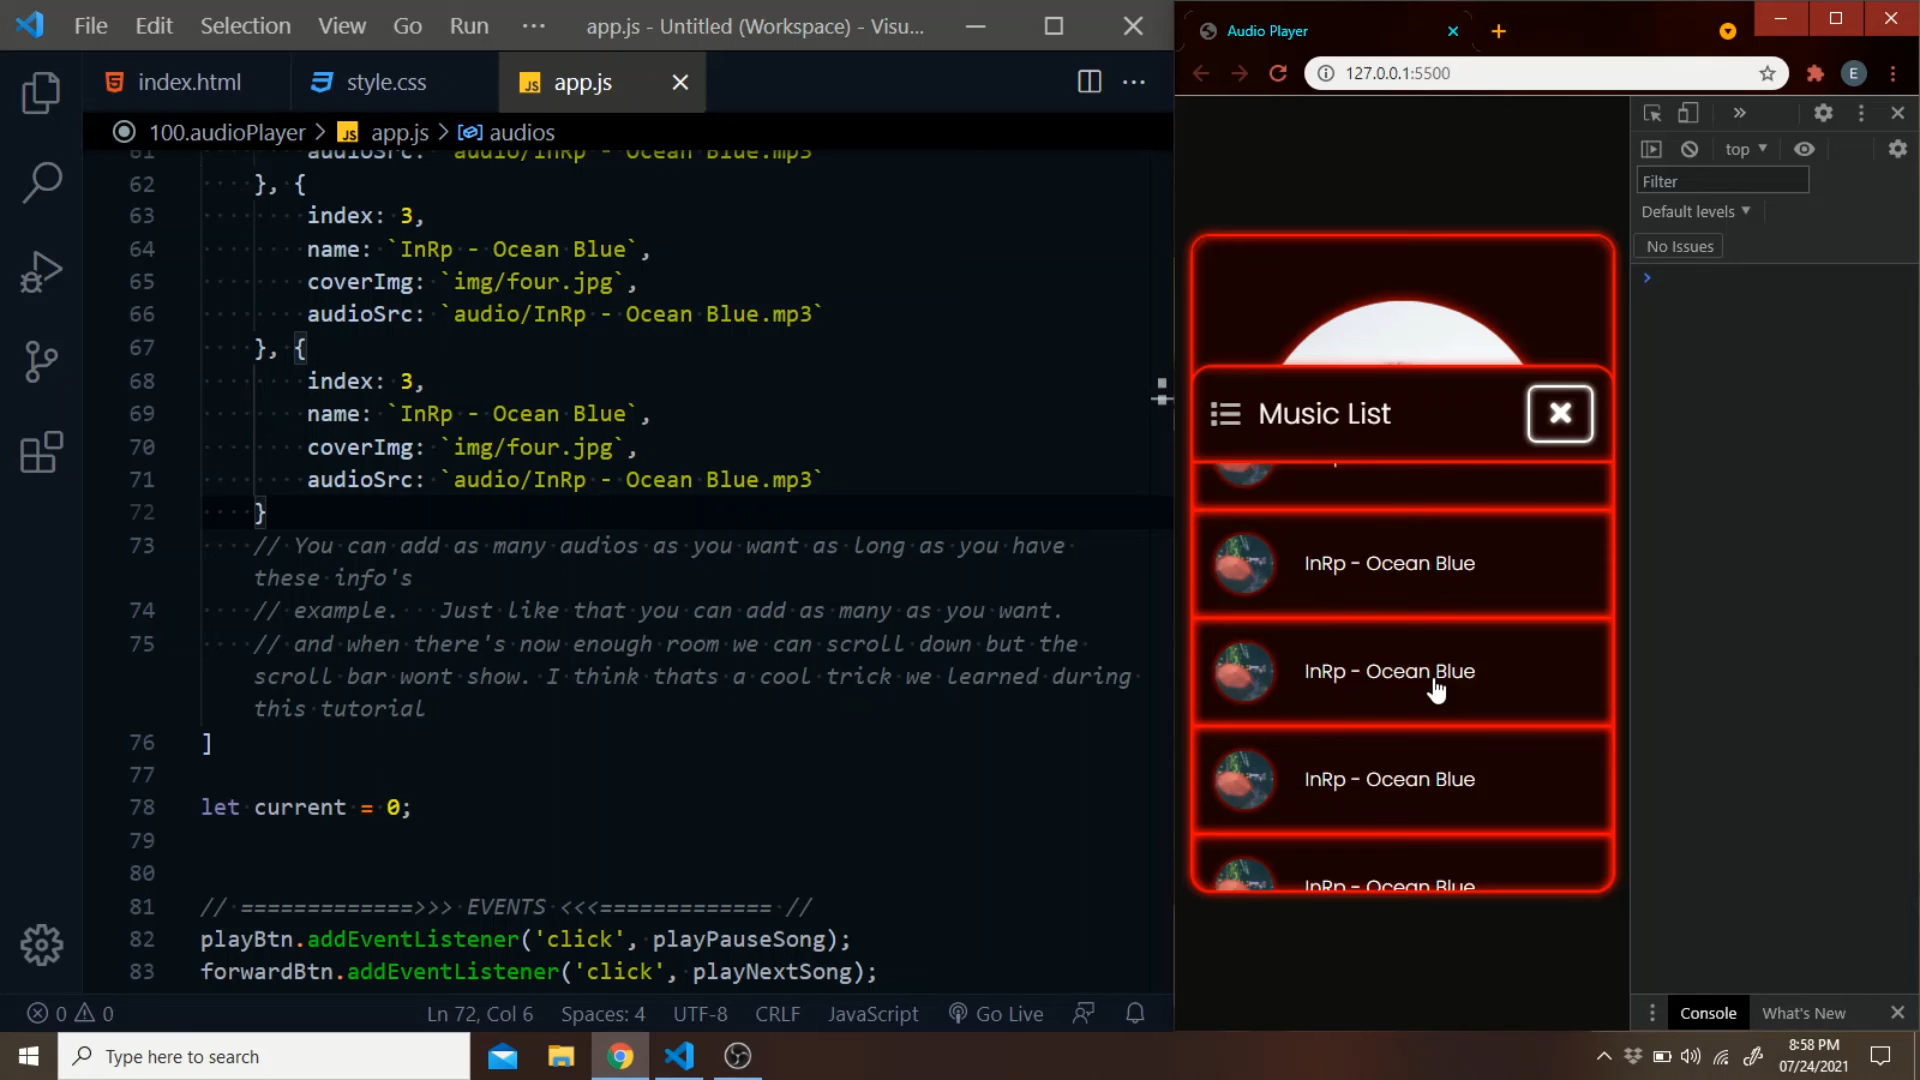 File Edit Selection View Go Run ··· app.js - Untitled (Workspace) - Visu...
index.html style.css JS app.js
100.audioPlayer > JS app.js > audios
61 audioSrc: `audio/InRp - Ocean Blue.mp3`
62 }, {
63 index: 3,
64 name: `InRp - Ocean Blue`,
65 coverImg: `img/four.jpg`,
66 audioSrc: `audio/InRp - Ocean Blue.mp3`
67 }, {
68 index: 3,
69 name: `InRp - Ocean Blue`,
70 coverImg: `img/four.jpg`,
71 audioSrc: `audio/InRp - Ocean Blue.mp3`
72 }
73 // You can add as many audios as you want as long as you have
these info's
74 // example. Just like that you can add as many as you want.
75 // and when there's now enough room we can scroll down but the
scroll bar wont show. I think thats a cool trick we learned during
this tutorial
76 ]
77
78 let current = 0;
79
80
81 // =============>>> EVENTS <<<============= //
82 playBtn.addEventListener('click', playPauseSong);
83 forwardBtn.addEventListener('click', playNextSong);
0 0 Ln 72, Col 6 Spaces: 4 UTF-8 CRLF JavaScript Go Live
Audio Player
127.0.0.1:5500 E
top
Filter
Default levels
No Issues
Music List
InRp - Ocean Blue
InRp - Ocean Blue
InRp - Ocean Blue
InRp - Ocean Blue
Console What's New
Type here to search
8:58 PM
07/24/2021